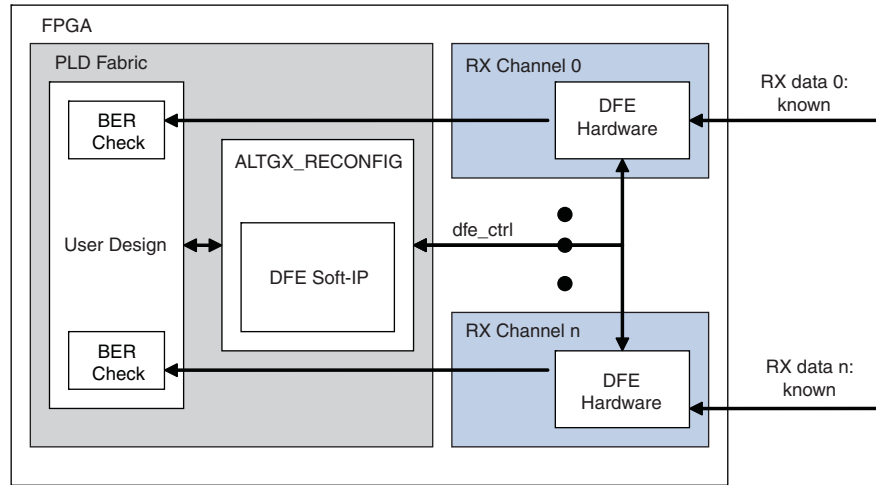 FPGA
PLD Fabric
BER
Check
User Design
BER
Check
ALTGX_RECONFIG
DFE Soft-IP
dfe_ctrl
RX Channel 0
DFE
Hardware
RX data 0:
known
RX Channel n
DFE
Hardware
RX data n:
known